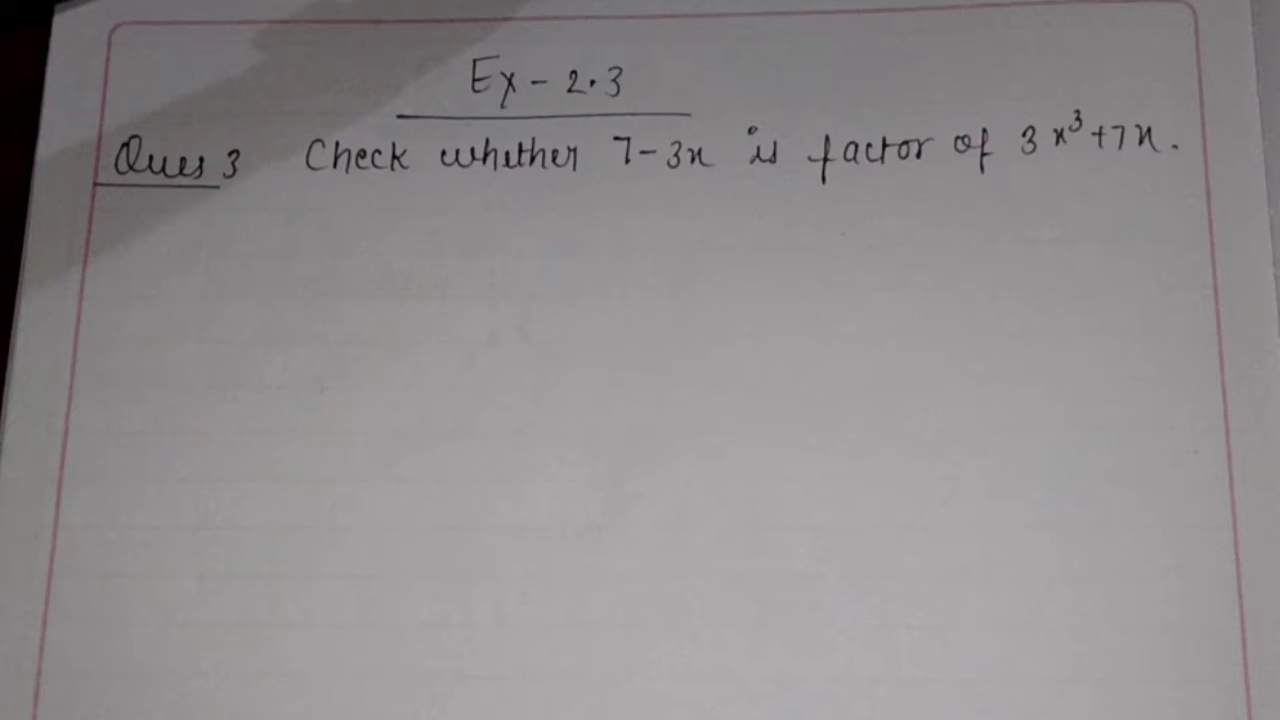 Ex - 2.3
Ques 3 Check whether 7-3x is factor of 3x³+7x.